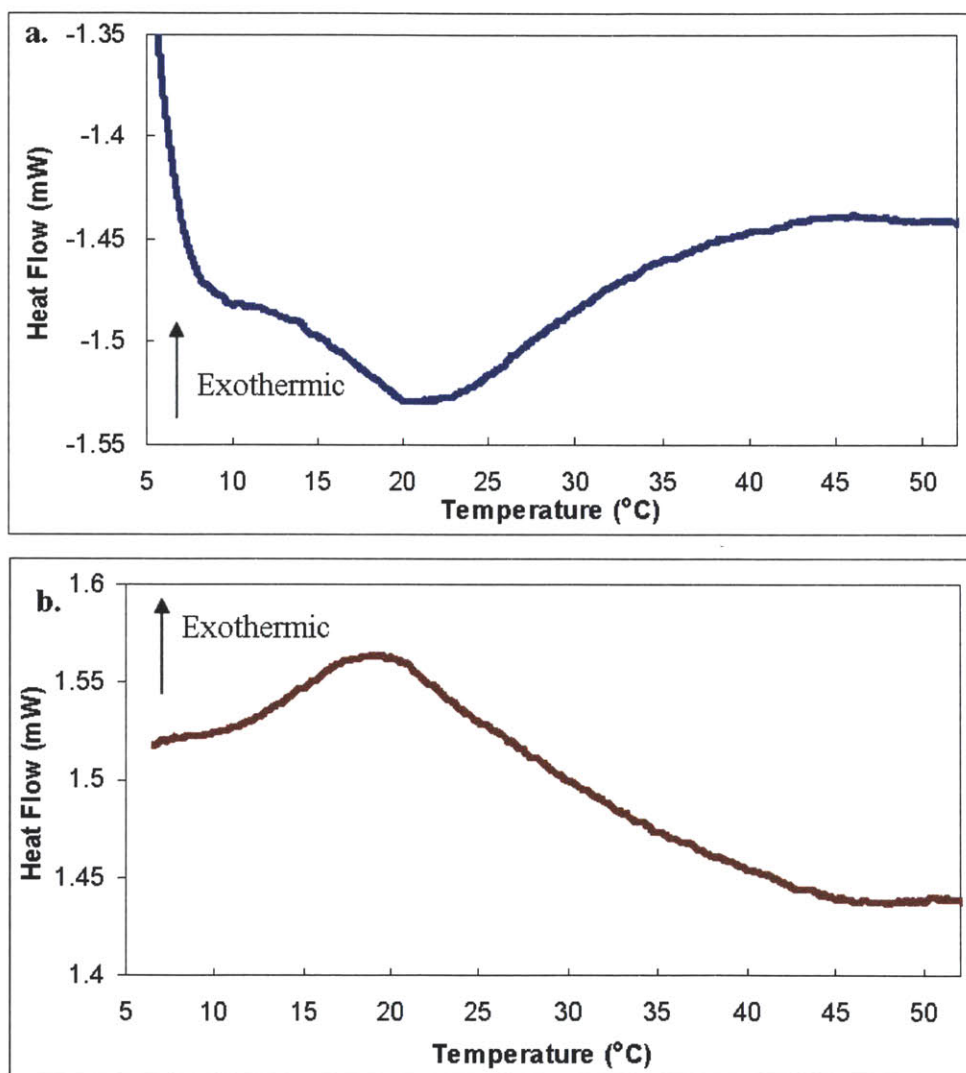 a.
-1.35
-1.4
-1.45
-1.5
-1.55
Heat Flow (mW)
Exothermic
5 10 15 20 25 30 35 40 45 50
Temperature (°C)
b.
1.6
1.55
1.5
1.45
1.4
Heat Flow (mW)
Exothermic
5 10 15 20 25 30 35 40 45 50
Temperature (°C)